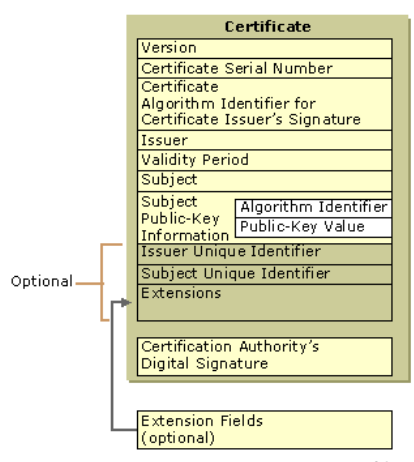 Certificate
Version
Certificate Serial Number
Certificate
Algorithm Identifier for
Certificate Issuer's Signature
Issuer
Validity Period
Subject
Subject
Public-Key
Information
Algorithm Identifier
Public-Key Value
Issuer Unique Identifier
Subject Unique Identifier
Extensions
Optional
Certification Authority's
Digital Signature
Extension Fields
(optional)